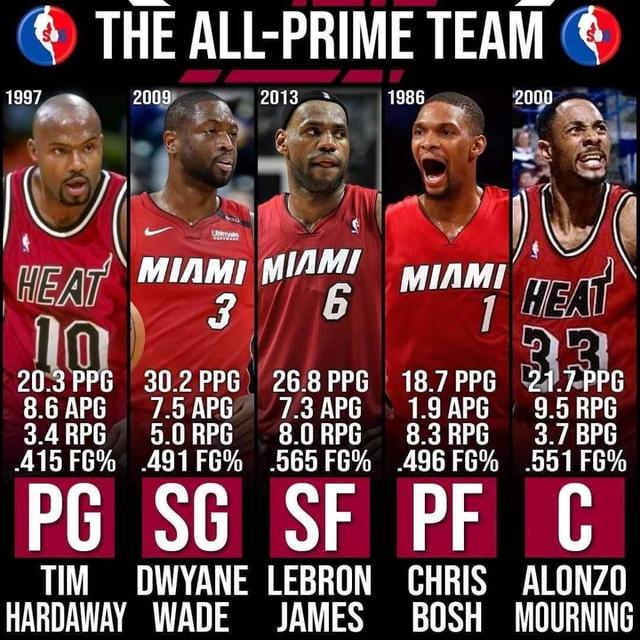 THE ALL-PRIME TEAM
1997
2009
2013
1986
2000
HEAT
10
Ultimate
SOFTWARE
MIAMI
3
MIAMI
6
MIAMI
1
HEAT
33
20.3 PPG
8.6 APG
3.4 RPG
.415 FG%
30.2 PPG
7.5 APG
5.0 RPG
.491 FG%
26.8 PPG
7.3 APG
8.0 RPG
.565 FG%
18.7 PPG
1.9 APG
8.3 RPG
.496 FG%
21.7 PPG
9.5 RPG
3.7 BPG
.551 FG%
PG
SG
SF
PF
C
TIM
HARDAWAY
DWYANE
WADE
LEBRON
JAMES
CHRIS
BOSH
ALONZO
MOURNING